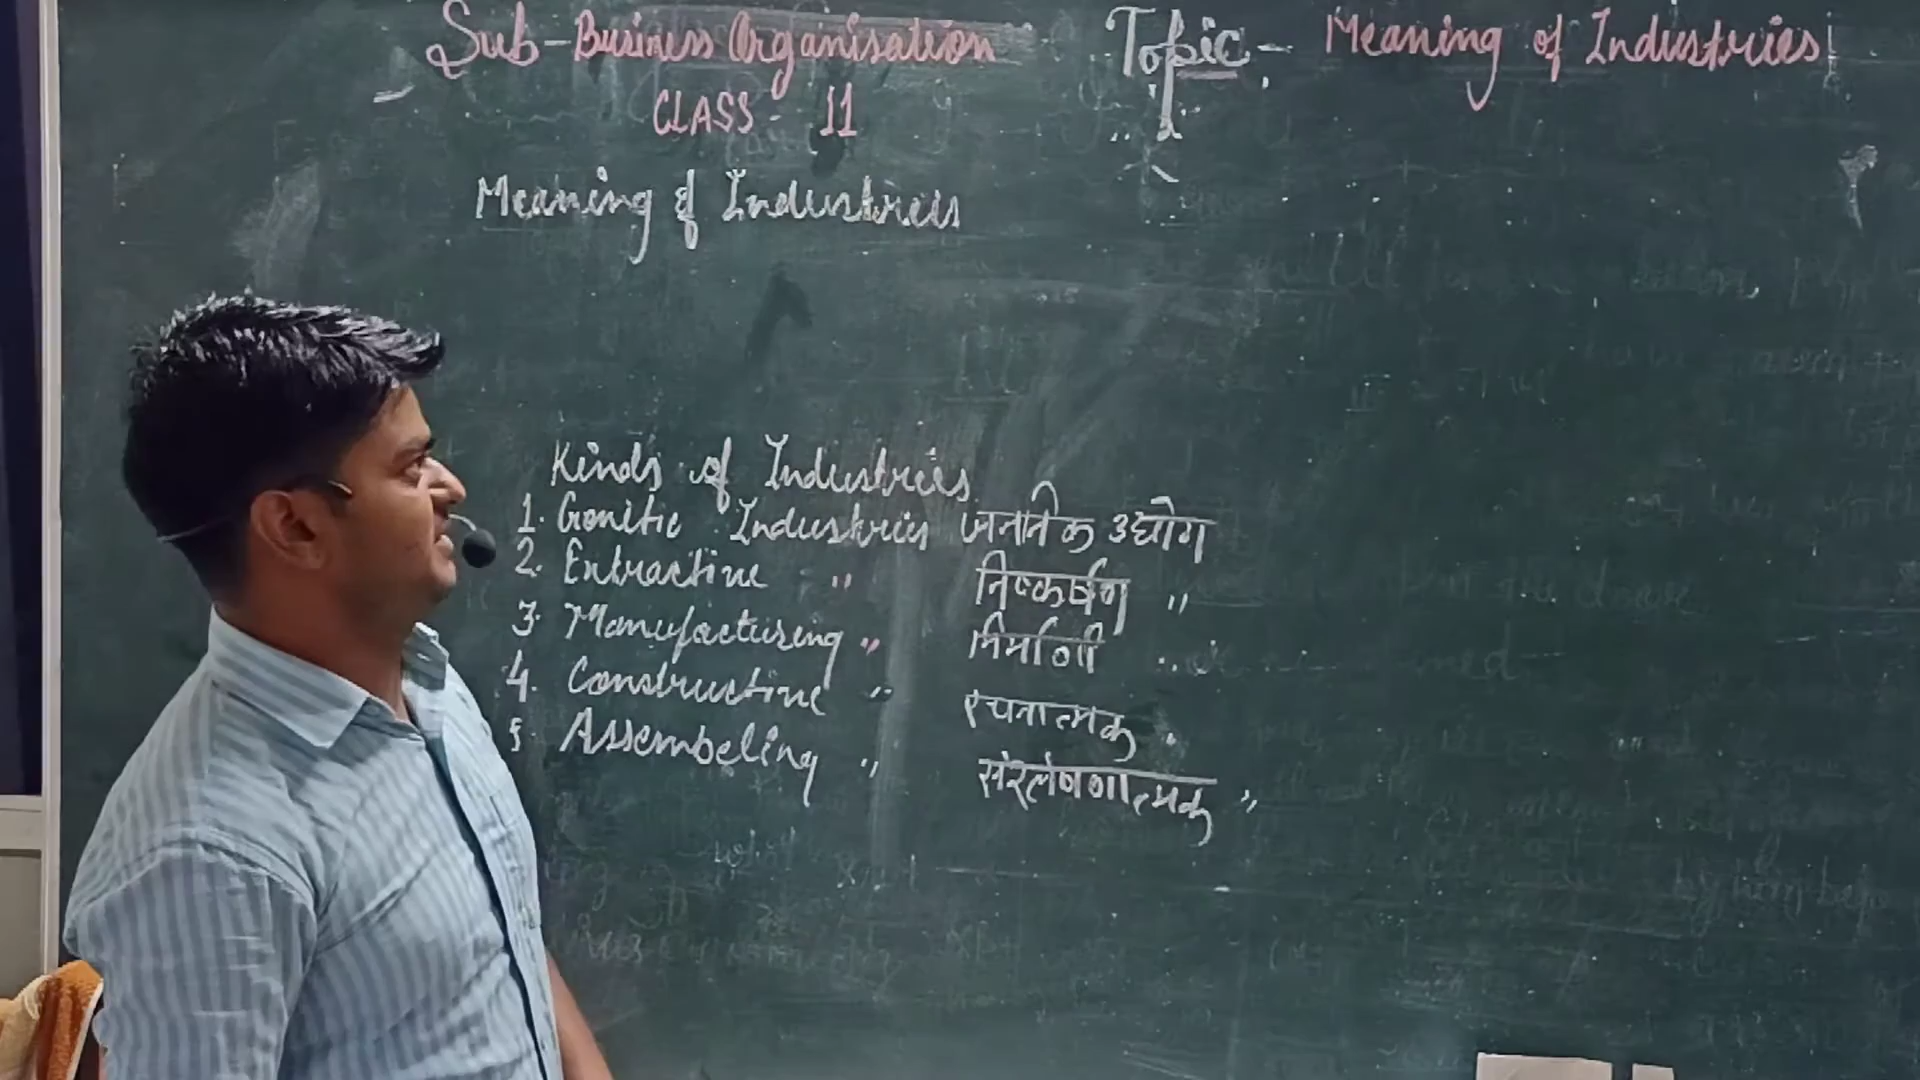 Sub - Business Organisation Topic - Meaning of Industries
CLASS - 11
Meaning of Industries
Kinds of Industries
1. Genitic Industries जननिक उद्योग
2. Extractive " निष्कर्षण "
3. Manufacturing " निर्माणी "
4. Constructive " रचनात्मक "
5. Assembeling " संश्लेषणात्मक "